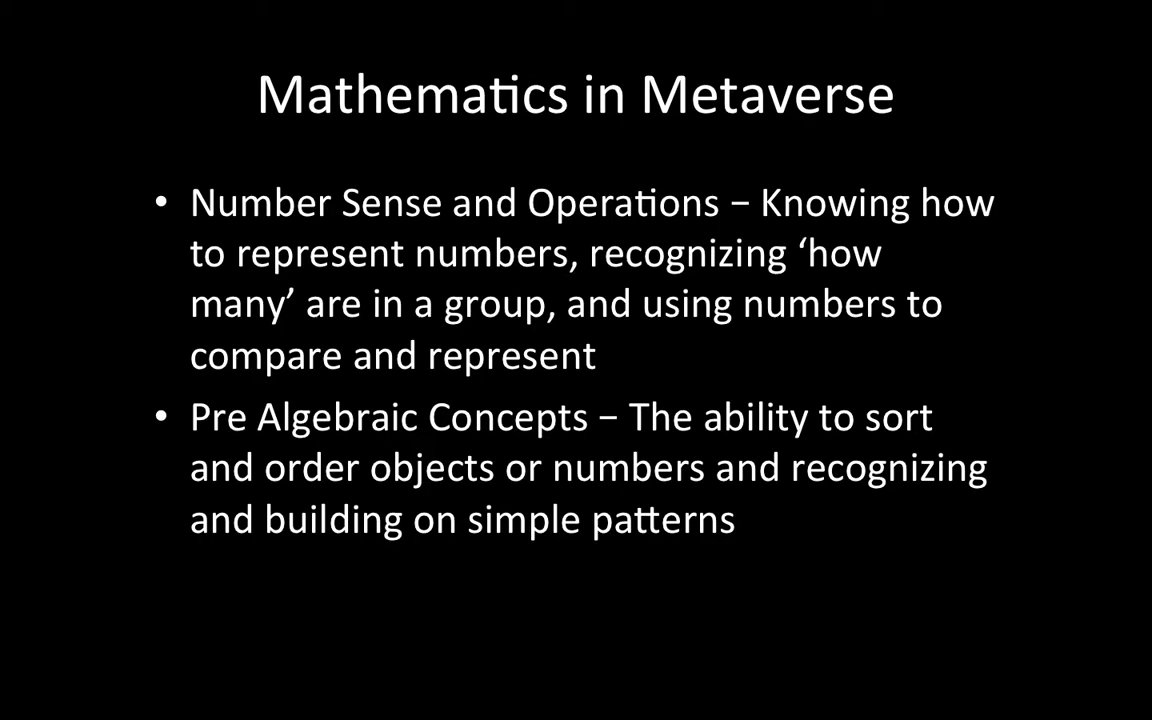 Mathematics in Metaverse
• Number Sense and Operations – Knowing how
to represent numbers, recognizing ‘how
many’ are in a group, and using numbers to
compare and represent
• Pre Algebraic Concepts – The ability to sort
and order objects or numbers and recognizing
and building on simple patterns